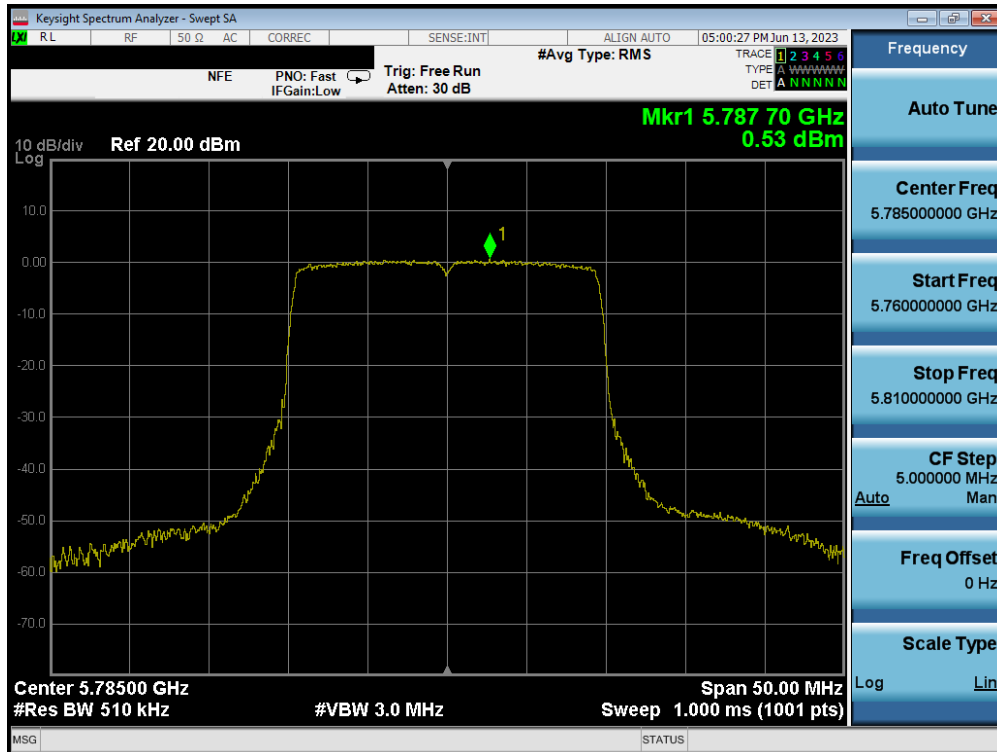 Keysight Spectrum Analyzer - Swept SA
LXI RL RF 50 Ω AC CORREC SENSE:INT ALIGN AUTO 05:00:27 PM Jun 13, 2023
#Avg Type: RMS TRACE 1 2 3 4 5 6
NFE PNO: Fast Trig: Free Run TYPE A WWWWW
IFGain:Low Atten: 30 dB DET A N N N N N
Mkr1 5.787 70 GHz
0.53 dBm
10 dB/div Ref 20.00 dBm
Log
1
10.0
0.00
-10.0
-20.0
-30.0
-40.0
-50.0
-60.0
-70.0
Center 5.78500 GHz Span 50.00 MHz
#Res BW 510 kHz #VBW 3.0 MHz Sweep 1.000 ms (1001 pts)
MSG STATUS
Frequency
Auto Tune
Center Freq
5.785000000 GHz
Start Freq
5.760000000 GHz
Stop Freq
5.810000000 GHz
CF Step
5.000000 MHz
Auto Man
Freq Offset
0 Hz
Scale Type
Log Lin